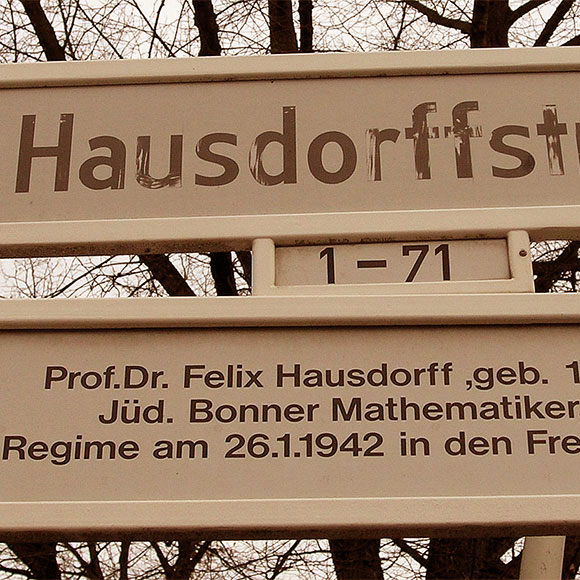 Hausdorffst
1-71
Prof.Dr. Felix Hausdorff ,geb. 1
Jüd. Bonner Mathematiker
Regime am 26.1.1942 in den Fre